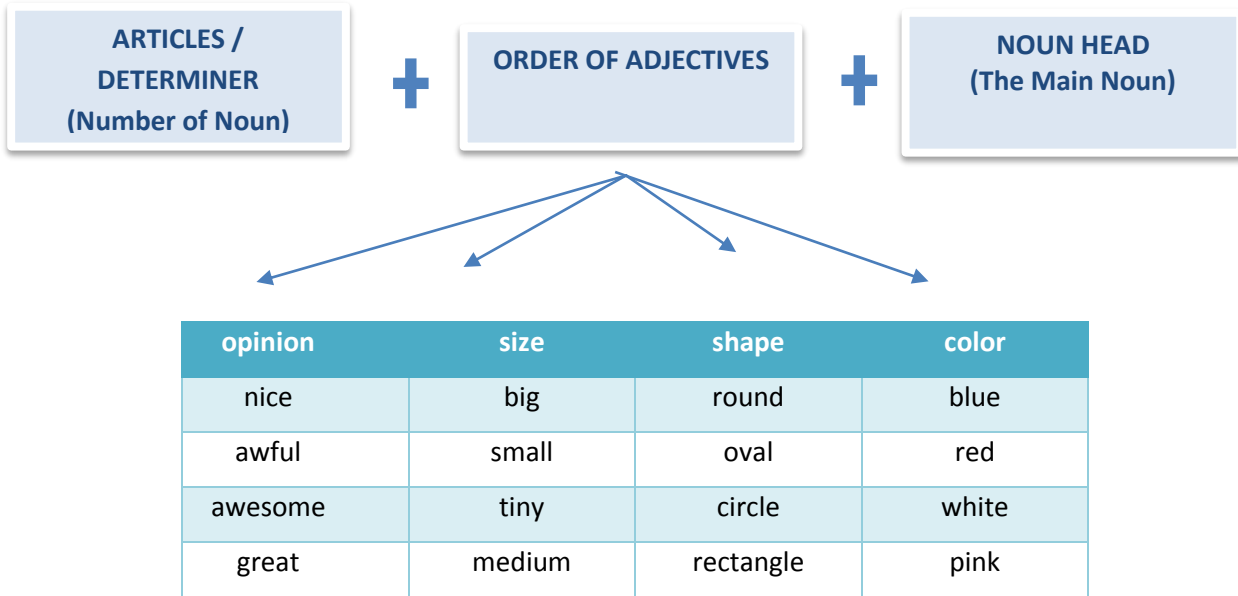 ARTICLES /
DETERMINER
(Number of Noun)
ORDER OF ADJECTIVES
NOUN HEAD
(The Main Noun)
opinion size shape color
nice big round blue
awful small oval red
awesome tiny circle white
great medium rectangle pink